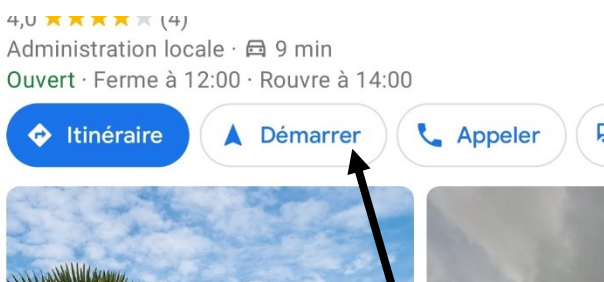 4,0 ★★★★★ (4)
Administration locale · 9 min
Ouvert · Ferme à 12:00 · Rouvre à 14:00
Itinéraire Démarrer Appeler